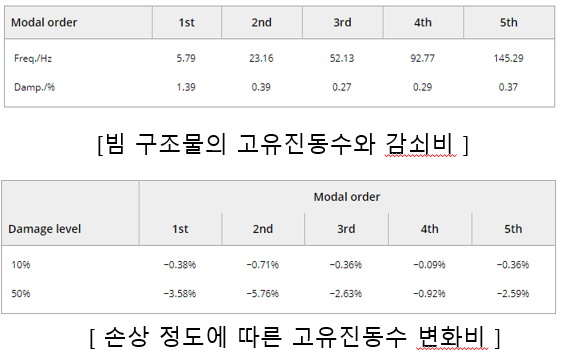 Modal order 1st 2nd 3rd 4th 5th
Freq./Hz 5.79 23.16 52.13 92.77 145.29
Damp./% 1.39 0.39 0.27 0.29 0.37
[빔 구조물의 고유진동수와 감쇠비 ]
Modal order
Damage level 1st 2nd 3rd 4th 5th
10% −0.38% −0.71% −0.36% −0.09% −0.36%
50% −3.58% −5.76% −2.63% −0.92% −2.59%
[ 손상 정도에 따른 고유진동수 변화비 ]